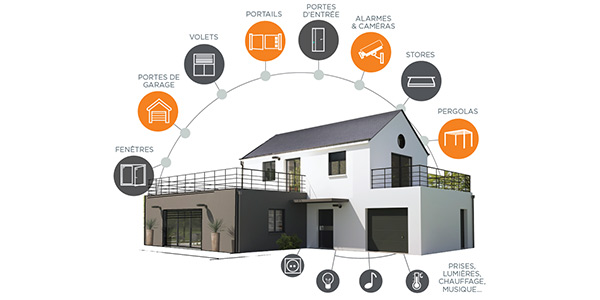 FENÊTRES
PORTES DE
GARAGE
VOLETS
PORTAILS
PORTES
D'ENTRÉE
ALARMES
& CAMÉRAS
STORES
PERGOLAS
PRISES,
LUMIÈRES,
CHAUFFAGE,
MUSIQUE...